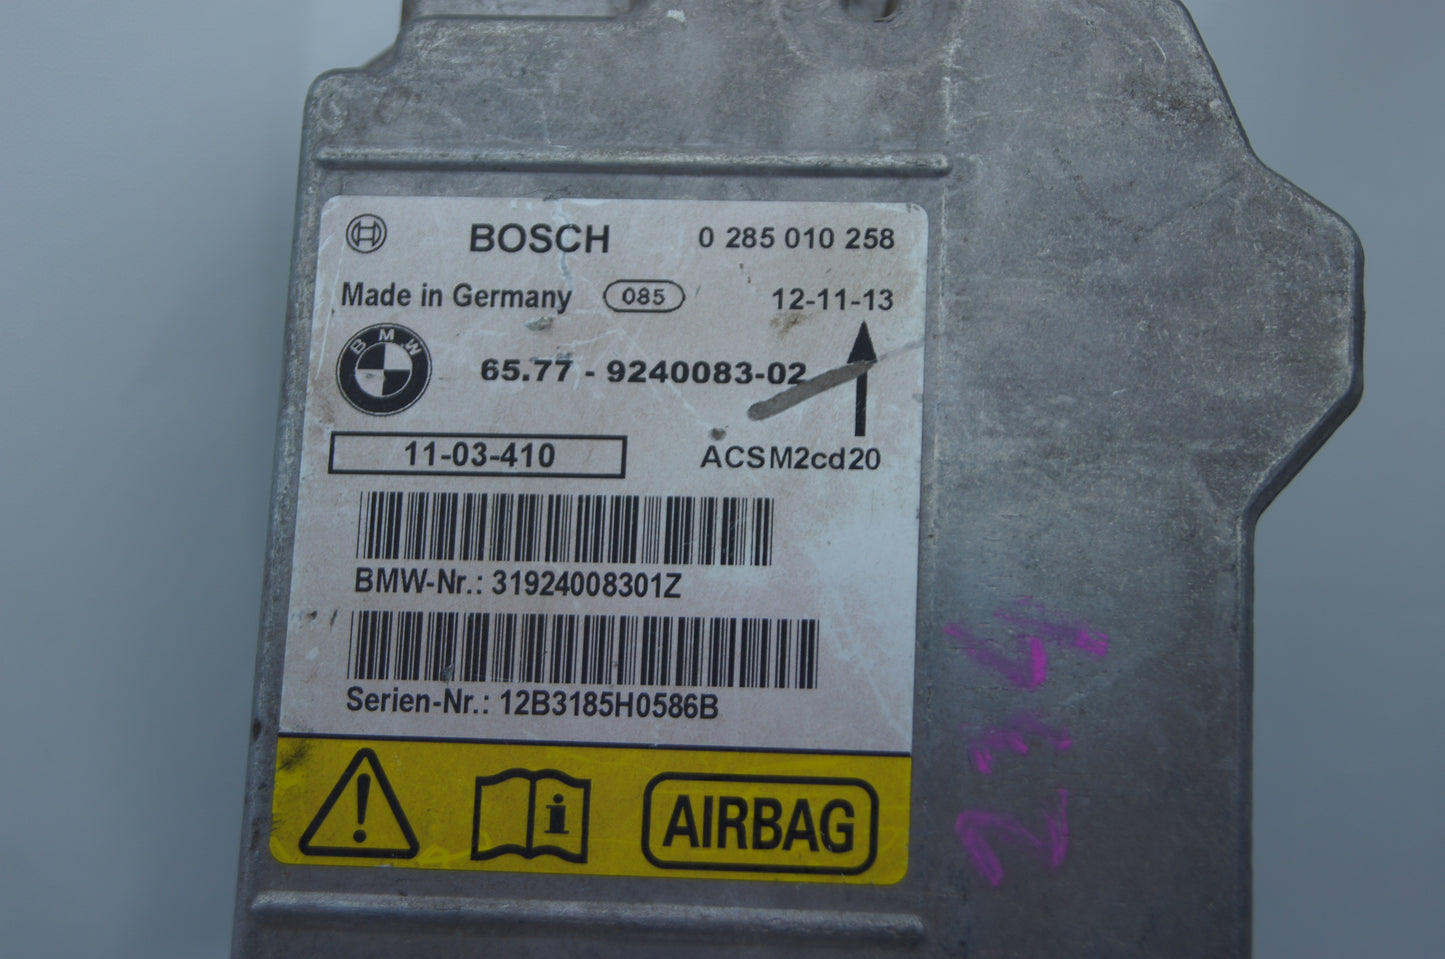 BOSCH 0 285 010 258
Made in Germany 085 12-11-13
BMW
65.77 - 9240083-02
11-03-410 ACSM2cd20
BMW-Nr.: 31924008301Z
Serien-Nr.: 12B3185H0586B
! i AIRBAG